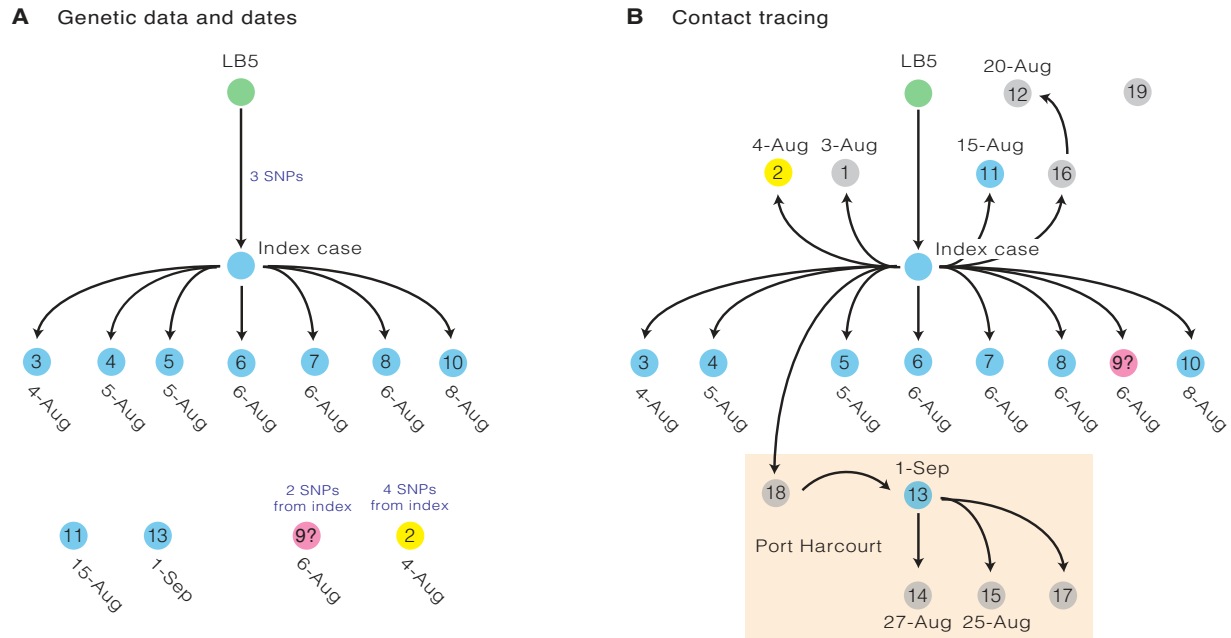 A Genetic data and dates
LB5
3 SNPs
Index case
3
4
5
6
7
8
10
4-Aug
5-Aug
5-Aug
6-Aug
6-Aug
6-Aug
8-Aug
2 SNPs
from index
4 SNPs
from index
11
13
9?
2
15-Aug
1-Sep
6-Aug
4-Aug
B Contact tracing
LB5
20-Aug
12
19
4-Aug
3-Aug
15-Aug
2
1
11
16
Index case
3
4
5
6
7
8
9?
10
4-Aug
5-Aug
5-Aug
6-Aug
6-Aug
6-Aug
6-Aug
8-Aug
1-Sep
18
13
Port Harcourt
14
15
17
27-Aug
25-Aug